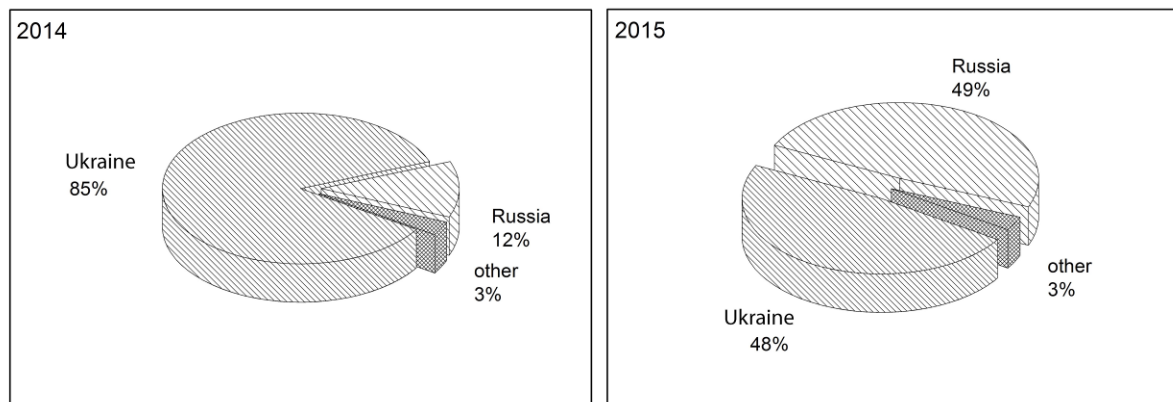 2014
Ukraine
85%
Russia
12%
other
3%
2015
Russia
49%
other
3%
Ukraine
48%